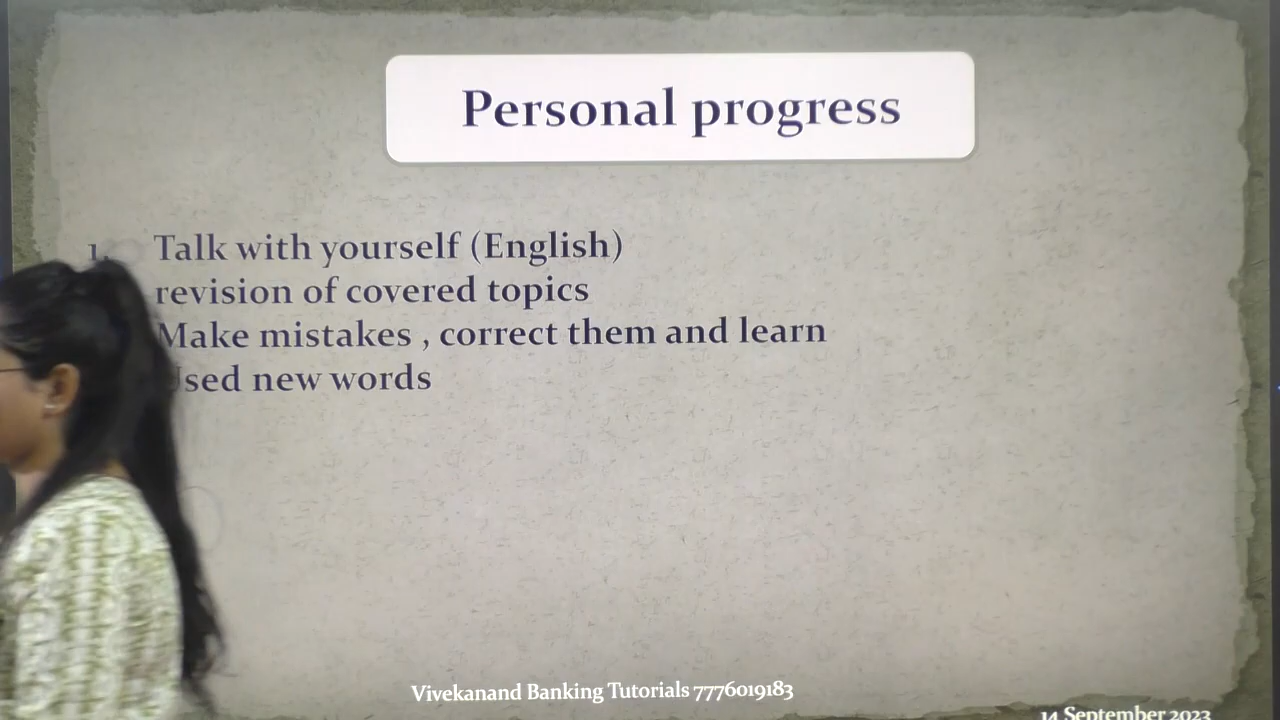 Personal progress
1. Talk with yourself (English)
revision of covered topics
Make mistakes , correct them and learn
Used new words
Vivekanand Banking Tutorials 7776019183
14 September 2023